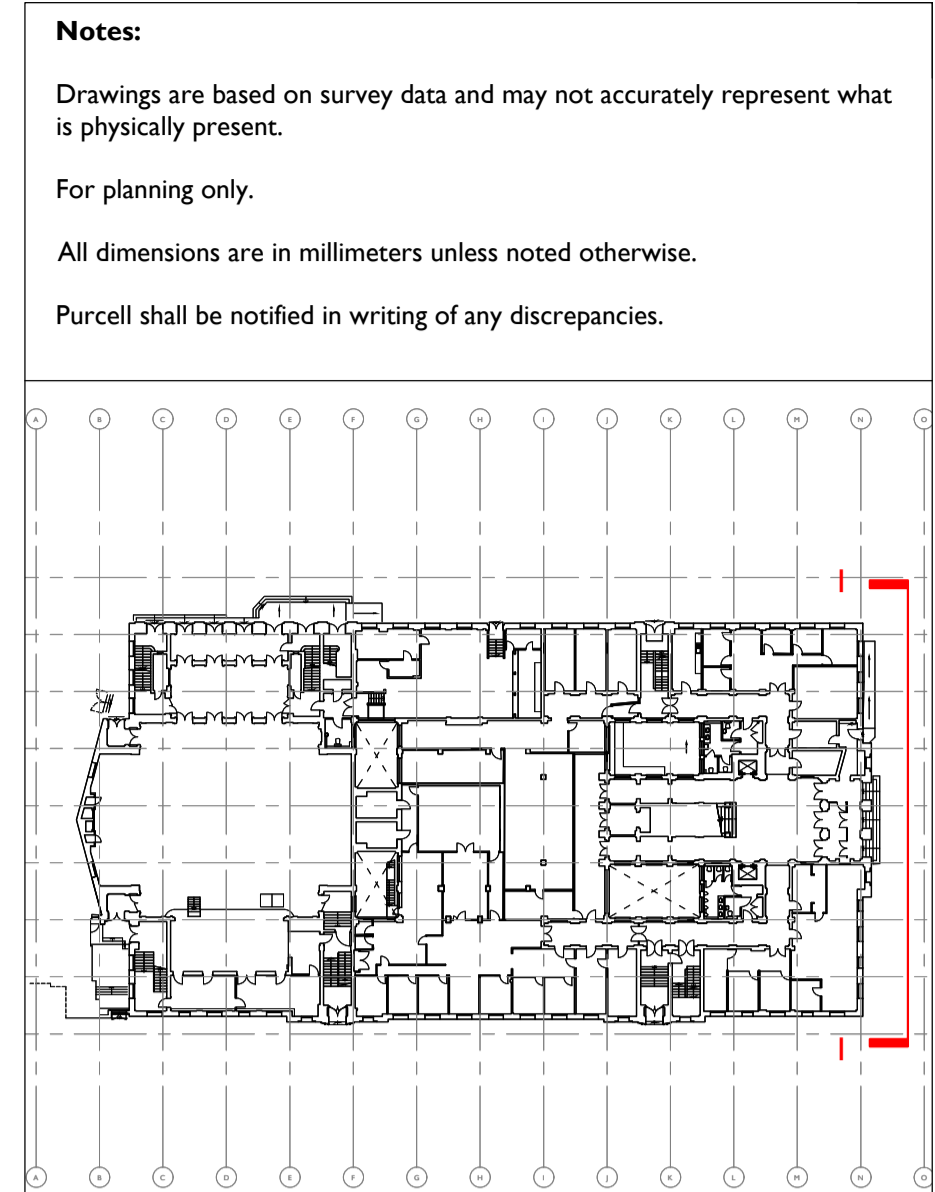 Notes:
Drawings are based on survey data and may not accurately represent what
is physically present.
For planning only.
All dimensions are in millimeters unless noted otherwise.
Purcell shall be notified in writing of any discrepancies.
A B C D E F G H I J K L M N O
A B C D E F G H I J K L M N O